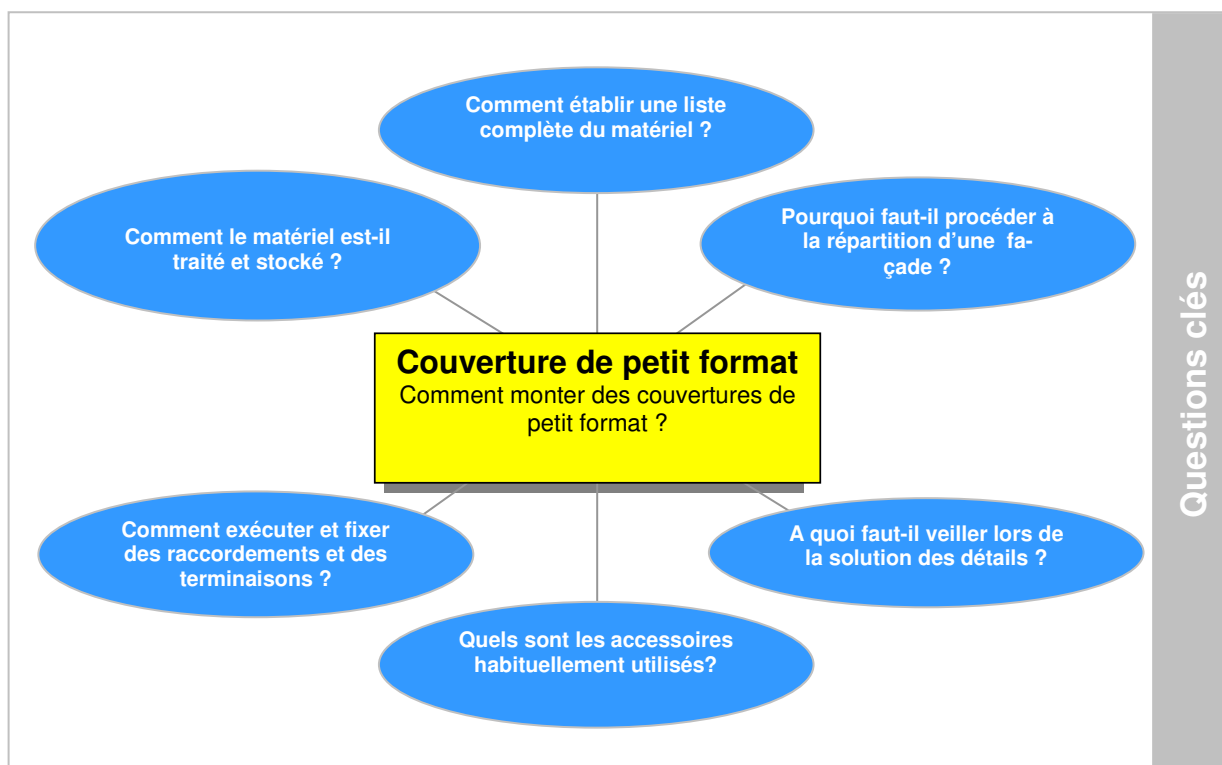 Comment établir une liste
complète du matériel ?
Comment le matériel est-il
traité et stocké ?
Pourquoi faut-il procéder à
la répartition d'une fa-
çade ?
Couverture de petit format
Comment monter des couvertures de
petit format ?
Comment exécuter et fixer
des raccordements et des
terminaisons ?
A quoi faut-il veiller lors de
la solution des détails ?
Quels sont les accessoires
habituellement utilisés?
Questions clés